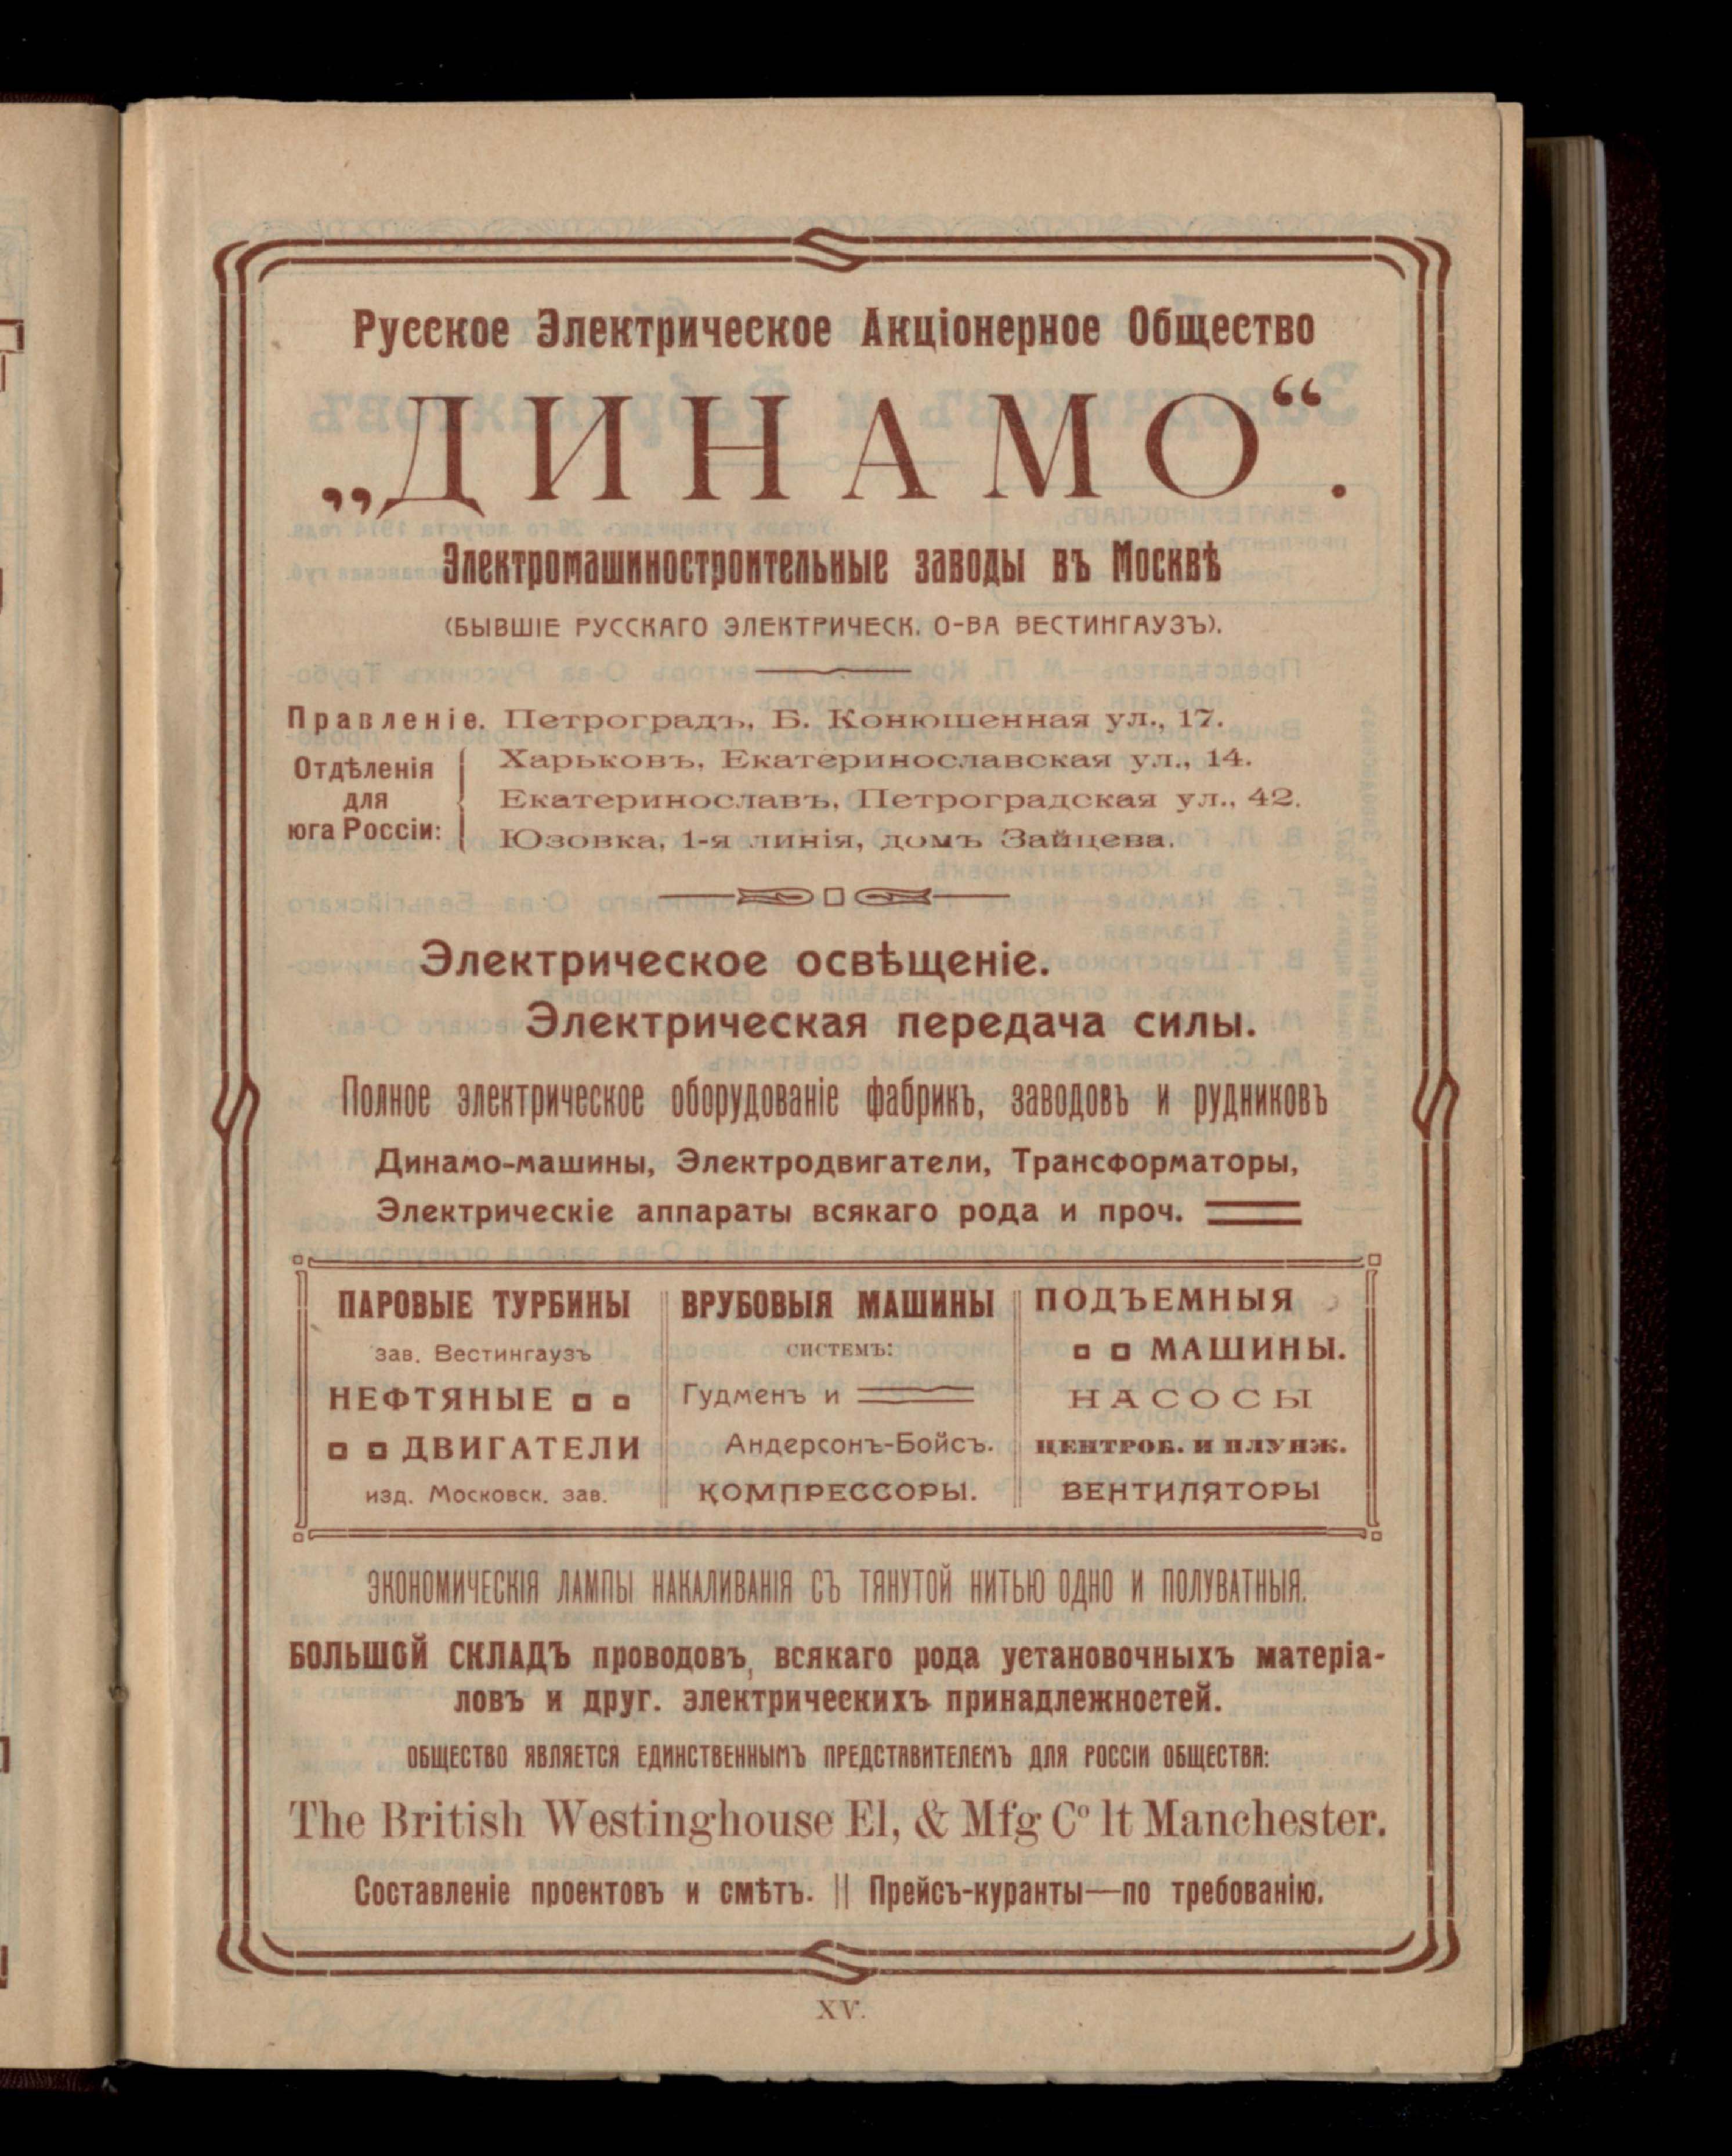 Русское Электрическое Акціонерное Общество
„ДИНАМО“.
Электромашиностроительные заводы въ Москвѣ
(БЫВШІЕ РУССКАГО ЭЛЕКТРИЧЕСК. О-ВА ВЕСТИНГАУЗЪ).
Правленіе. Петроградъ, Б. Конюшенная ул., 17.
Отдѣленія для юга Россіи:
Харьковъ, Екатеринославская ул., 14.
Екатеринославъ, Петроградская ул., 42.
Юзовка, 1-я линія, домъ Зайцева.
Электрическое освѣщеніе.
Электрическая передача силы.
Полное электрическое оборудованіе фабрикъ, заводовъ и рудниковъ
Динамо-машины, Электродвигатели, Трансформаторы,
Электрическіе аппараты всякаго рода и проч.
ПАРОВЫЕ ТУРБИНЫ
зав. Вестингаузъ
НЕФТЯНЫЕ
ДВИГАТЕЛИ
изд. Московск. зав.
ВРУБОВЫЯ МАШИНЫ
СИСТЕМЪ:
Гудменъ и
Андерсонъ-Бойсъ.
КОМПРЕССОРЫ.
ПОДЪЕМНЫЯ
МАШИНЫ.
НАСОСЫ
ЦЕНТРОБ. И ПЛУНЖ.
ВЕНТИЛЯТОРЫ
ЭКОНОМИЧЕСКІЯ ЛАМПЫ НАКАЛИВАНІЯ СЪ ТЯНУТОЙ НИТЬЮ ОДНО И ПОЛУВАТНЫЯ.
БОЛЬШОЙ СКЛАДЪ проводовъ, всякаго рода установочныхъ матеріа-
ловъ и друг. электрическихъ принадлежностей.
ОБЩЕСТВО ЯВЛЯЕТСЯ ЕДИНСТВЕННЫМЪ ПРЕДСТАВИТЕЛЕМЪ ДЛЯ РОССІИ ОБЩЕСТВА:
The British Westinghouse El, & Mfg Cº lt Manchester.
Составленіе проектовъ и смѣтъ. || Прейсъ-куранты—по требованію.
XV.